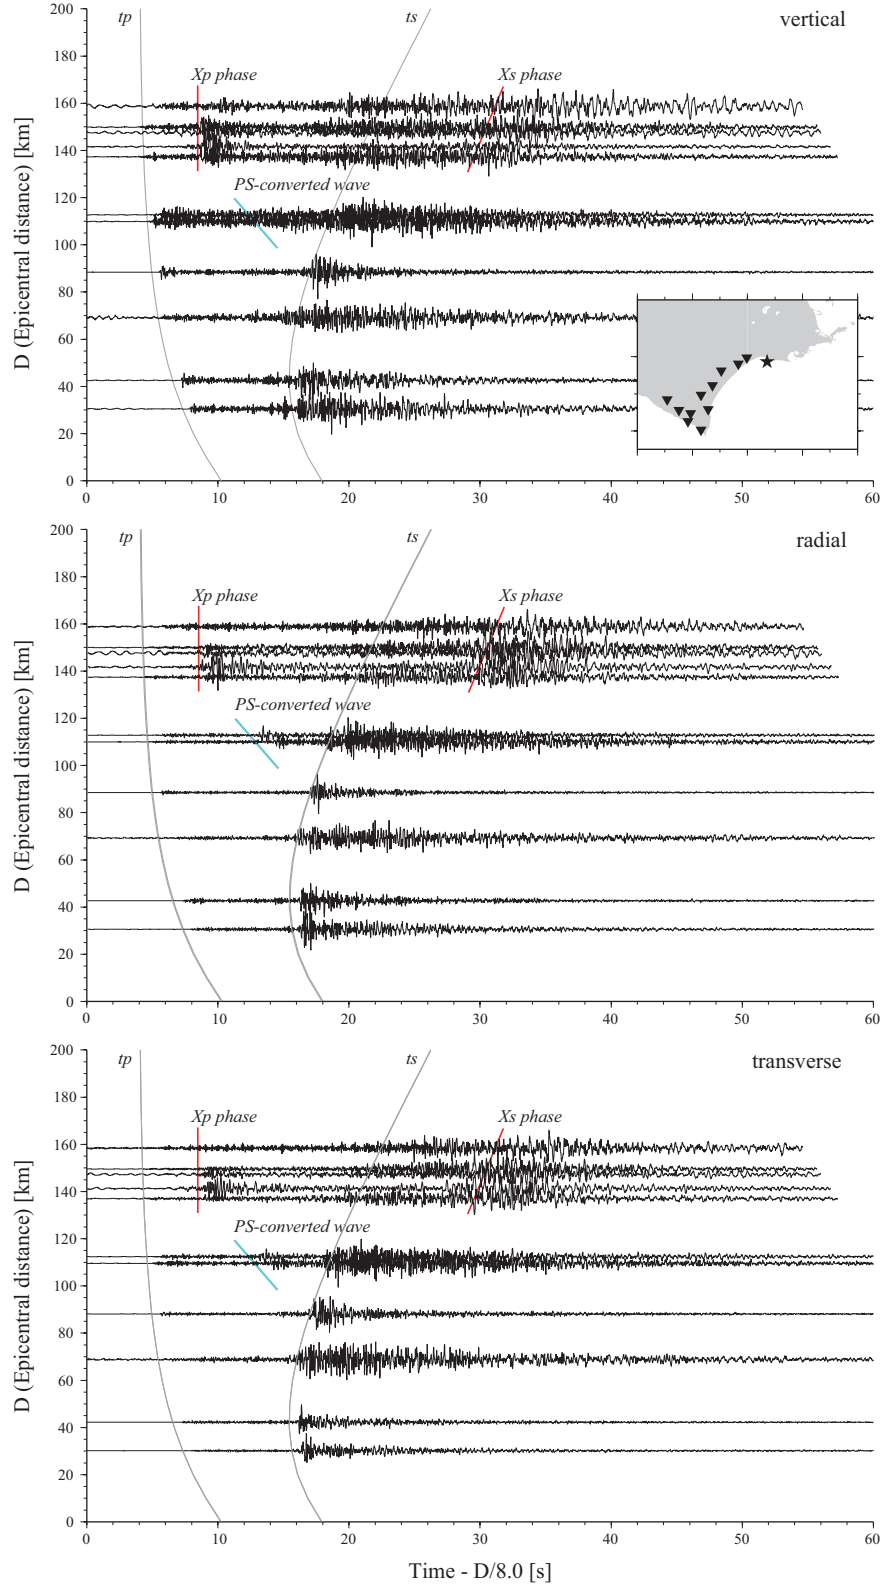 vertical
tp
ts
Xp phase
Xs phase
PS-converted wave
D (Epicentral distance) [km]
200
180
160
140
120
100
80
60
40
20
0
0 10 20 30 40 50 60
radial
tp
ts
Xp phase
Xs phase
PS-converted wave
D (Epicentral distance) [km]
200
180
160
140
120
100
80
60
40
20
0
0 10 20 30 40 50 60
transverse
tp
ts
Xp phase
Xs phase
PS-converted wave
D (Epicentral distance) [km]
200
180
160
140
120
100
80
60
40
20
0
0 10 20 30 40 50 60
Time - D/8.0 [s]